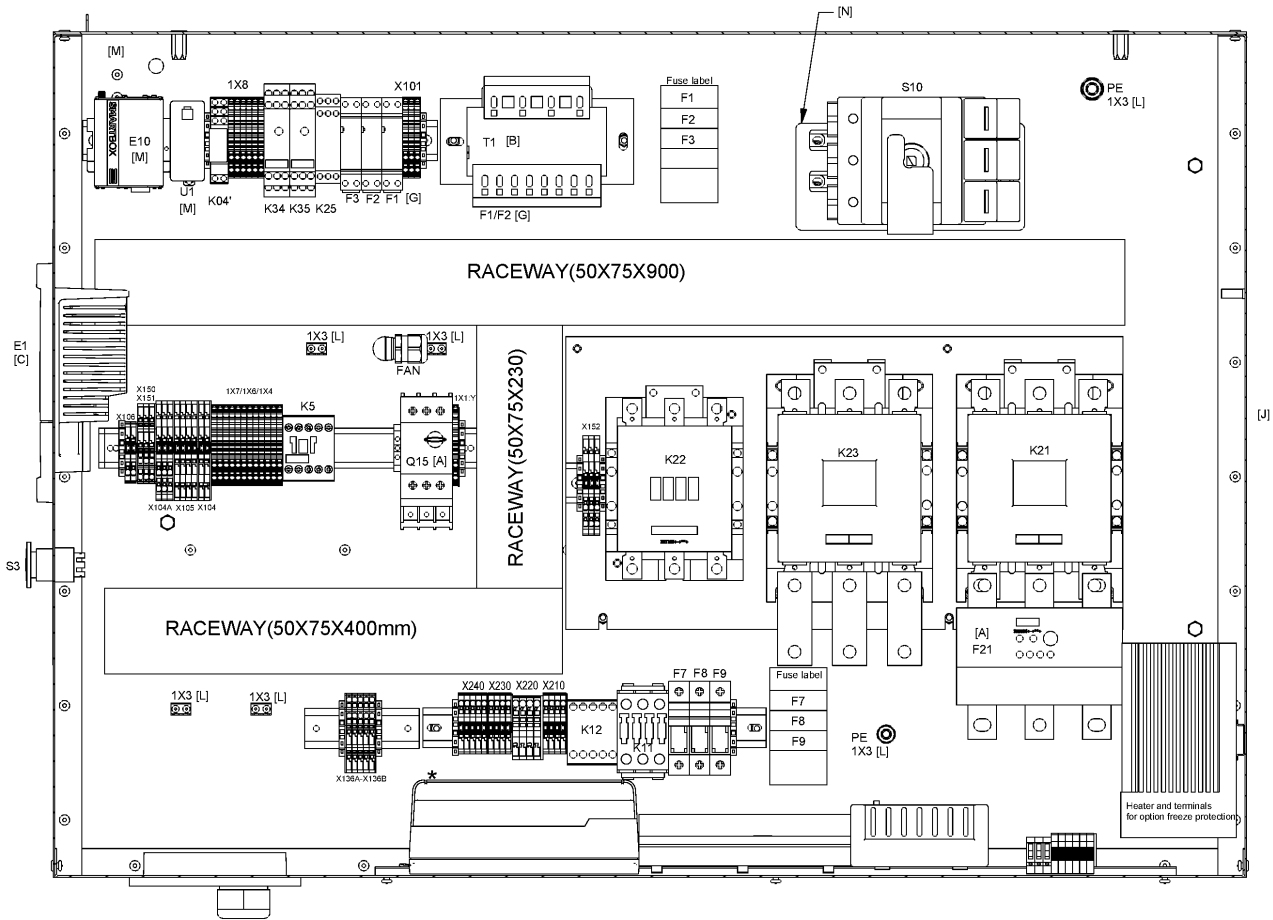 [N]
[M]
1X8
X101
Fuse label
F1
F2
F3
S10
PE
1X3 [L]
SMARTBOX
E10
[M]
T1 [B]
U1
[M]
K04'
K34 K35 K25
F3 F2 F1 [G]
F1/F2 [G]
RACEWAY(50X75X900)
E1
[C]
1X3 [L]
1X3 [L]
FAN
RACEWAY(50X75X230)
X150
X151
X106
1X7/1X6/1X4
K5
1X1:Y
[J]
Q15 [A]
X152
K22
K23
K21
X104A X105 X104
S3
RACEWAY(50X75X400mm)
[A]
F21
1X3 [L]
1X3 [L]
X240 X230 X220 X210
F7 F8 F9
Fuse label
F7
F8
F9
K12
K11
PE
1X3 [L]
X136A-X136B
*
Heater and terminals
for option freeze protection